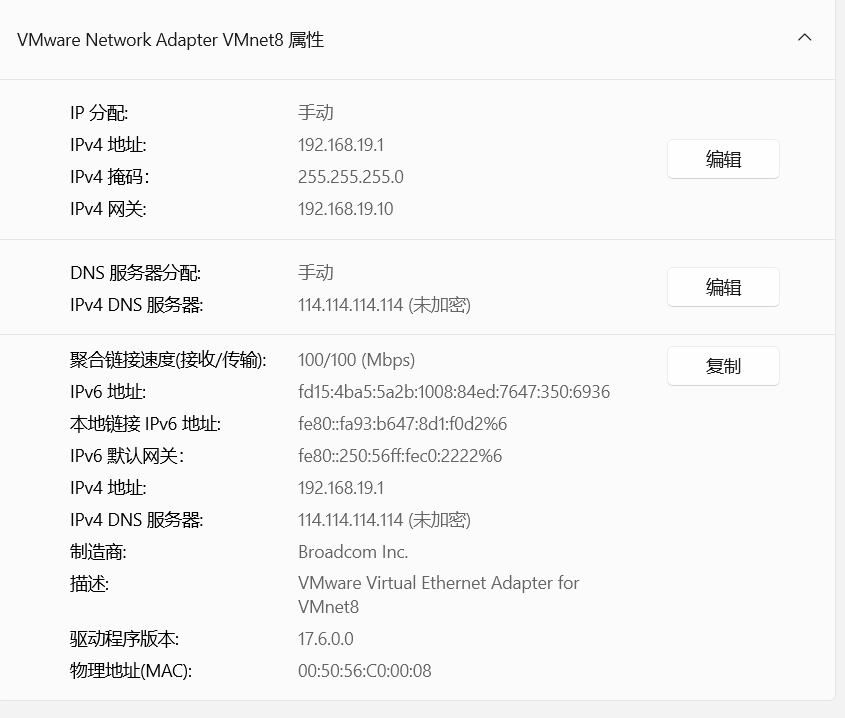 VMware Network Adapter VMnet8 属性
IP 分配: 手动
IPv4 地址: 192.168.19.1
IPv4 掩码: 255.255.255.0
IPv4 网关: 192.168.19.10
编辑
DNS 服务器分配: 手动
IPv4 DNS 服务器: 114.114.114.114 (未加密)
编辑
聚合链接速度(接收/传输): 100/100 (Mbps)
复制
IPv6 地址: fd15:4ba5:5a2b:1008:84ed:7647:350:6936
本地链接 IPv6 地址: fe80::fa93:b647:8d1:f0d2%6
IPv6 默认网关: fe80::250:56ff:fec0:2222%6
IPv4 地址: 192.168.19.1
IPv4 DNS 服务器: 114.114.114.114 (未加密)
制造商: Broadcom Inc.
描述: VMware Virtual Ethernet Adapter for
VMnet8
驱动程序版本: 17.6.0.0
物理地址(MAC): 00:50:56:C0:00:08